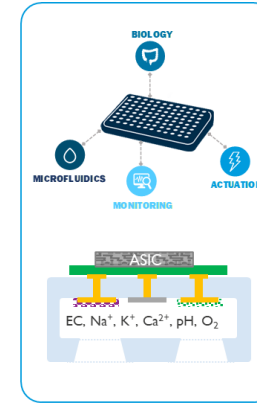 BIOLOGY
MICROFLUIDICS
MONITORING
ACTUATION
ASIC
EC, Na⁺, K⁺, Ca²⁺, pH, O₂